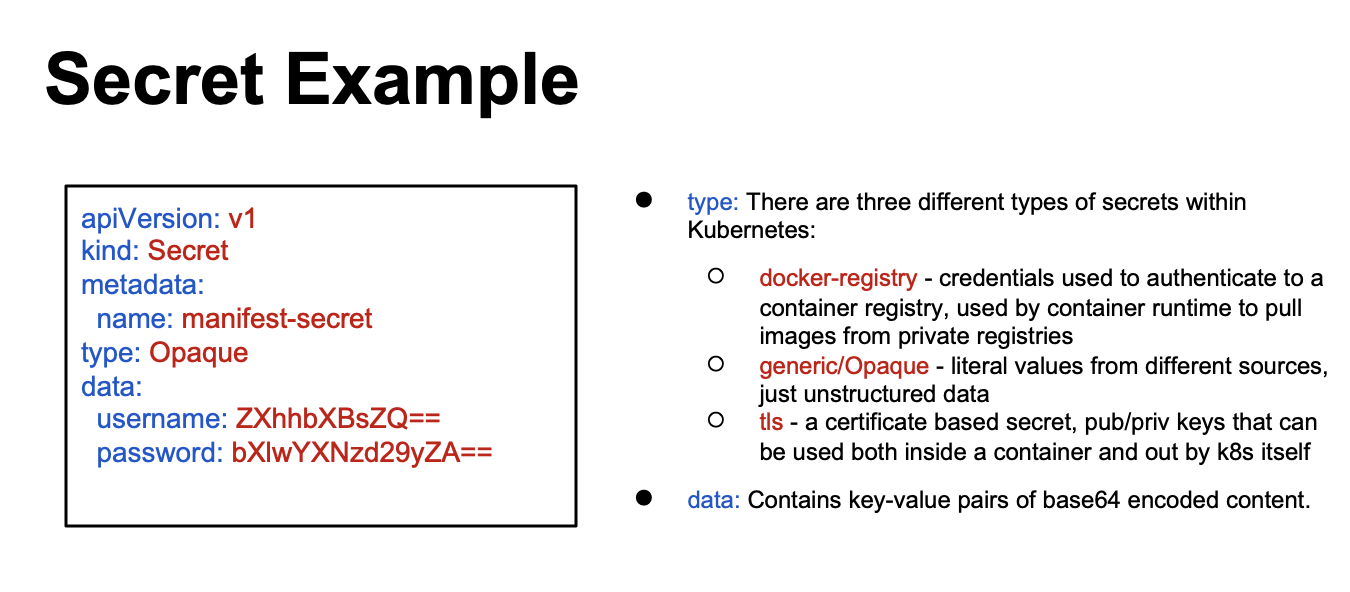 Secret Example
apiVersion: v1
kind: Secret
metadata:
  name: manifest-secret
type: Opaque
data:
  username: ZXhhbXBsZQ==
  password: bXlwYXNzd29yZA==
● type: There are three different types of secrets within
Kubernetes:
○ docker-registry - credentials used to authenticate to a
container registry, used by container runtime to pull
images from private registries
○ generic/Opaque - literal values from different sources,
just unstructured data
○ tls - a certificate based secret, pub/priv keys that can
be used both inside a container and out by k8s itself
● data: Contains key-value pairs of base64 encoded content.